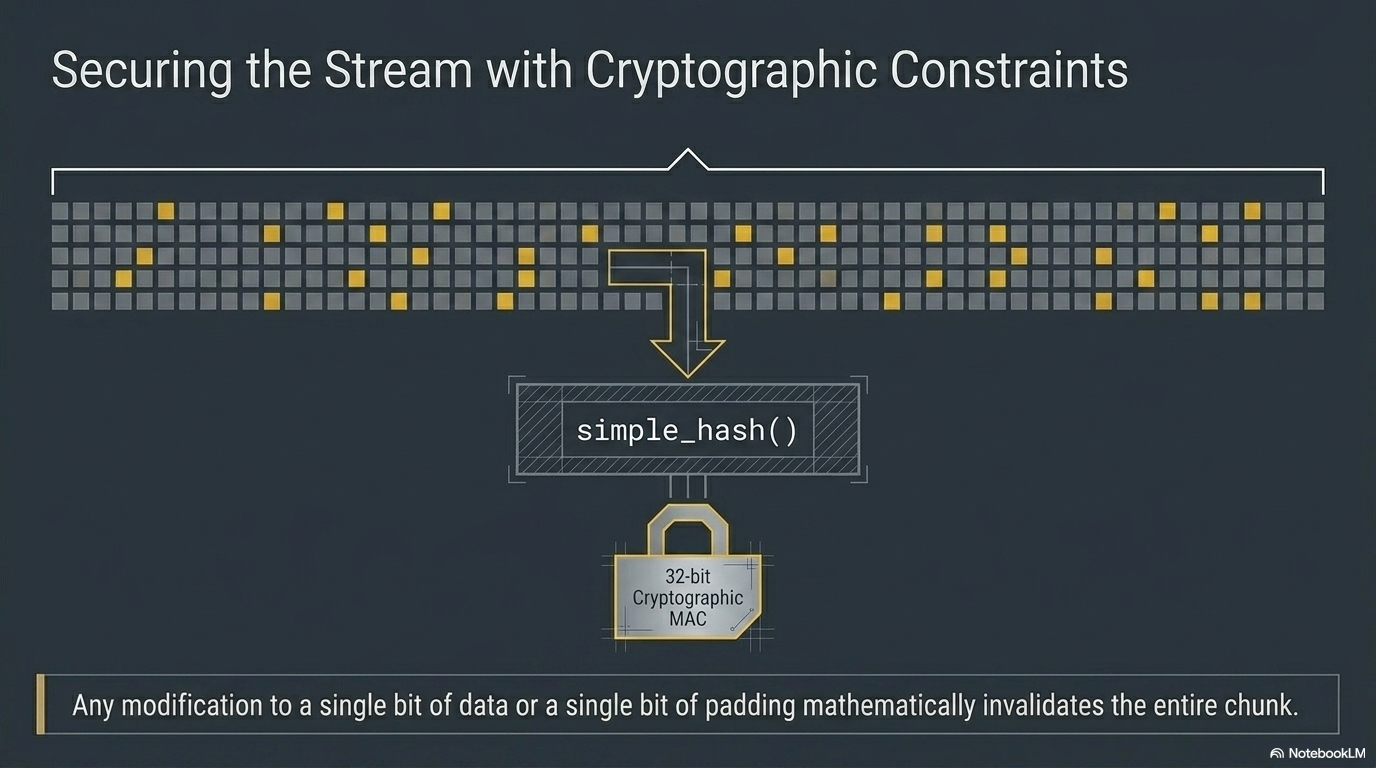 Securing the Stream with Cryptographic Constraints
simple_hash()
32-bit
Cryptographic
MAC
Any modification to a single bit of data or a single bit of padding mathematically invalidates the entire chunk.
NotebookLM